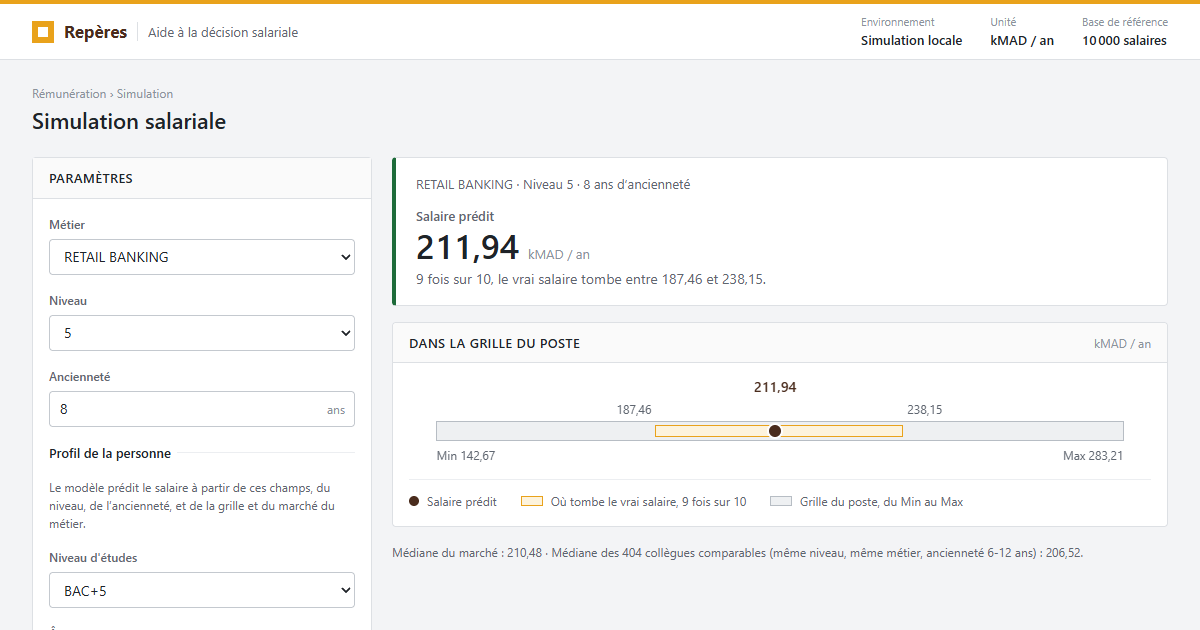 Repères
Aide à la décision salariale
Environnement
Simulation locale
Unité
kMAD / an
Base de référence
10 000 salaires
Rémunération › Simulation
Simulation salariale
PARAMÈTRES
Métier
RETAIL BANKING
Niveau
5
Ancienneté
8 ans
Profil de la personne
Le modèle prédit le salaire à partir de ces champs, du
niveau, de l'ancienneté, et de la grille et du marché du
métier.
Niveau d'études
BAC+5
RETAIL BANKING · Niveau 5 · 8 ans d'ancienneté
Salaire prédit
211,94 kMAD / an
9 fois sur 10, le vrai salaire tombe entre 187,46 et 238,15.
DANS LA GRILLE DU POSTE
kMAD / an
211,94
187,46 238,15
Min 142,67 Max 283,21
Salaire prédit Où tombe le vrai salaire, 9 fois sur 10 Grille du poste, du Min au Max
Médiane du marché : 210,48 · Médiane des 404 collègues comparables (même niveau, même métier, ancienneté 6-12 ans) : 206,52.